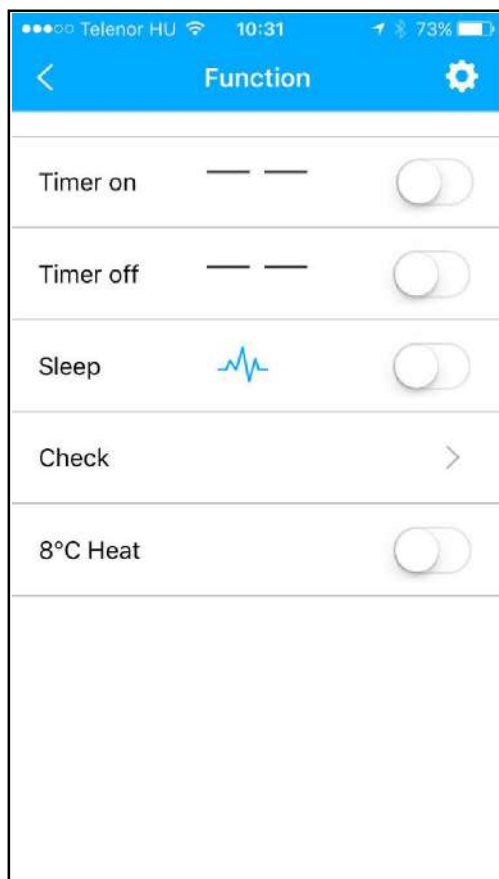 Telenor HU 10:31 73%
Function
Timer on — —
Timer off — —
Sleep
Check
8°C Heat